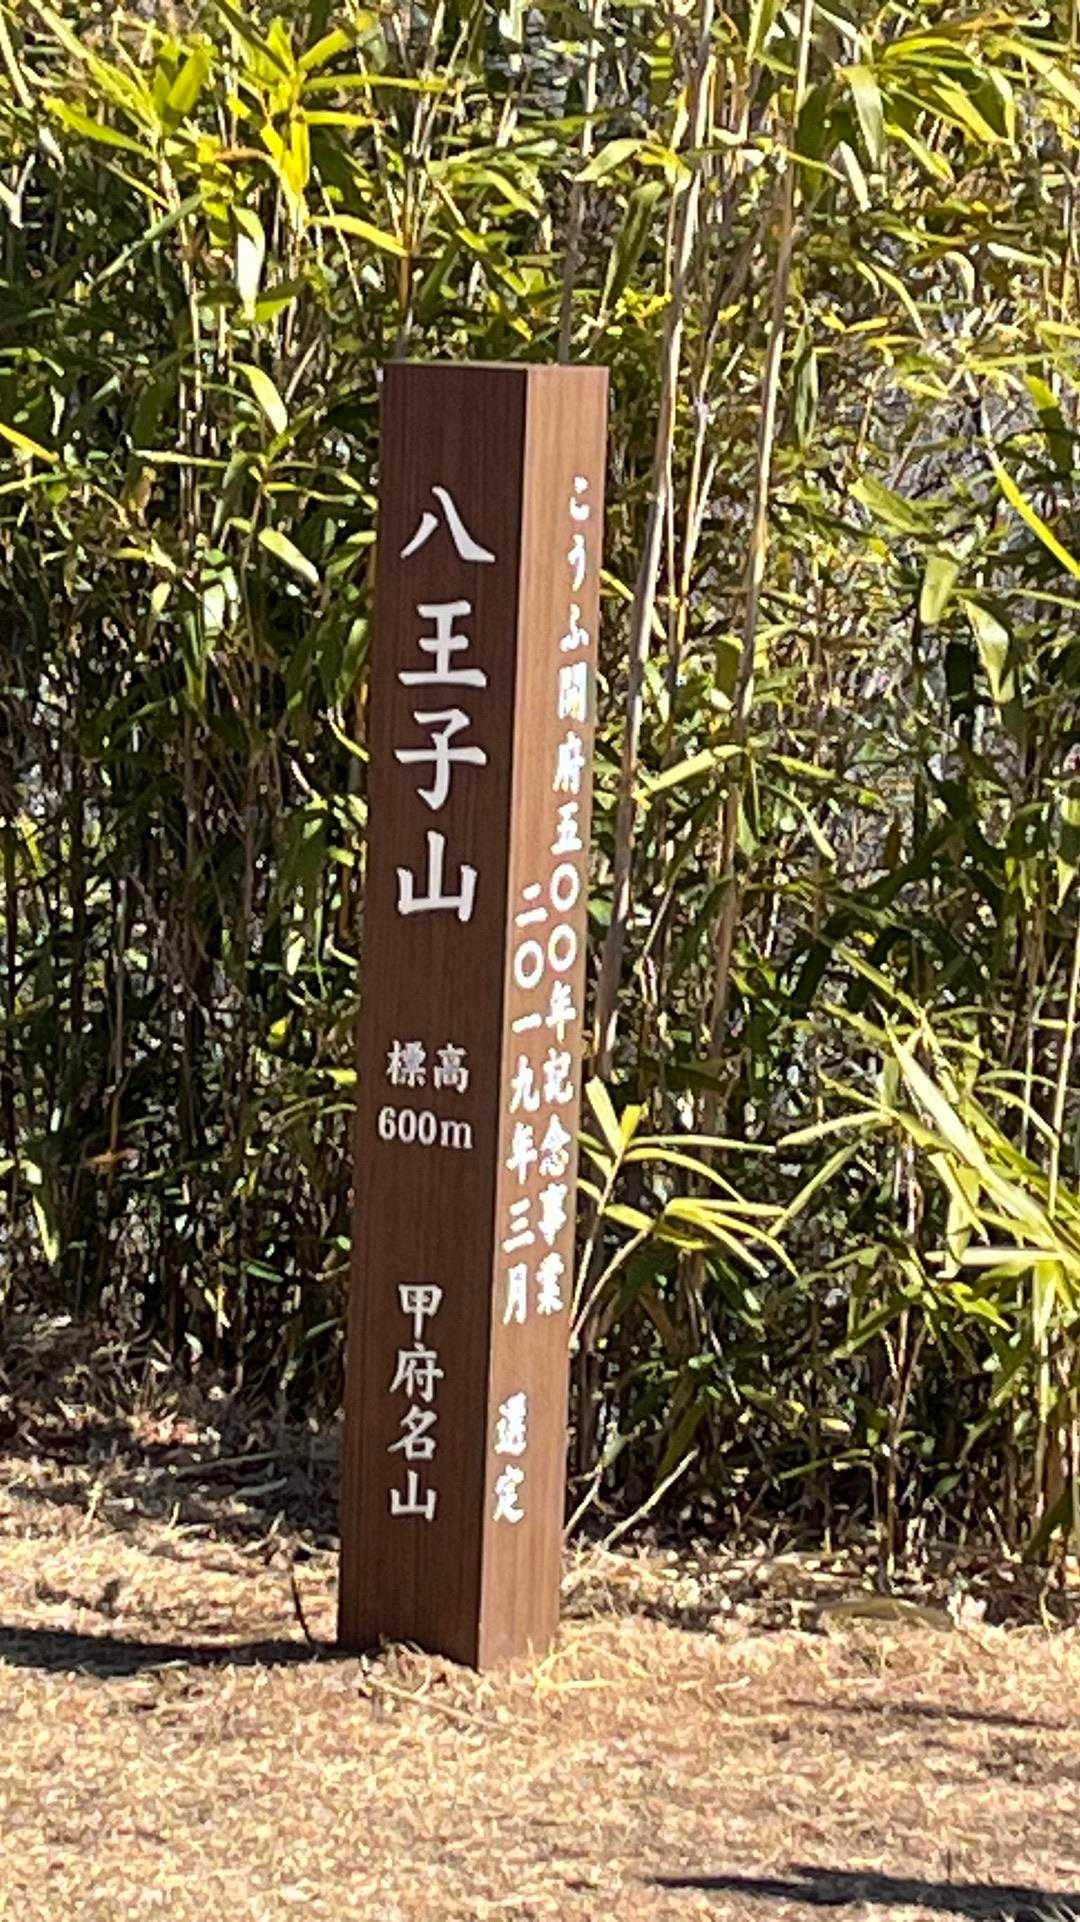 八王子山
標高
600m
甲府名山
こうふ開府五〇〇年記念事業
二〇一九年三月 選定